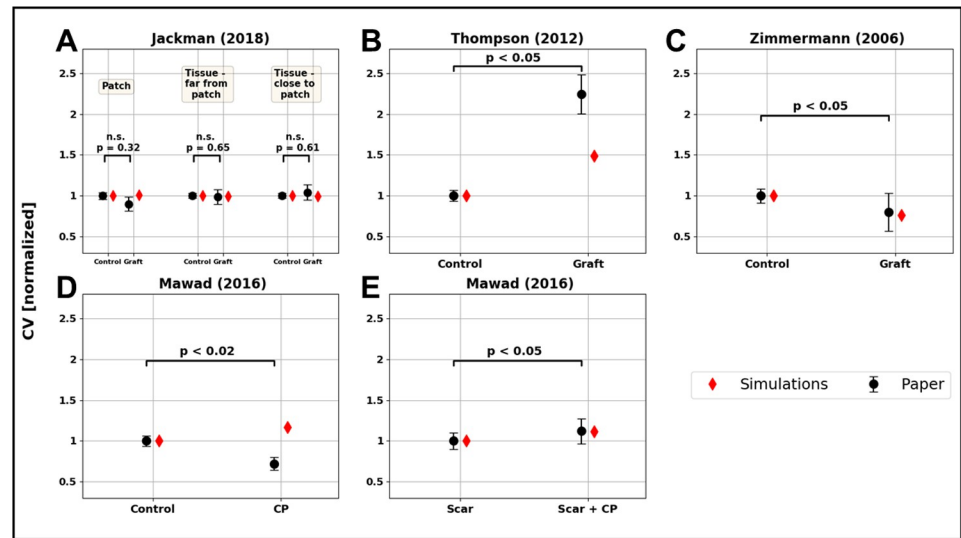 A
Jackman (2018)
2.5
2
1.5
1
0.5
Patch
Tissue -
far from
patch
Tissue -
close to
patch
n.s.
p = 0.32
n.s.
p = 0.65
n.s.
p = 0.61
Control Graft
Control Graft
Control Graft
B
Thompson (2012)
2.5
2
1.5
1
0.5
p < 0.05
Control
Graft
C
Zimmermann (2006)
2.5
2
1.5
1
0.5
p < 0.05
Control
Graft
CV [normalized]
D
Mawad (2016)
2.5
2
1.5
1
0.5
p < 0.02
Control
CP
E
Mawad (2016)
2.5
2
1.5
1
0.5
p < 0.05
Scar
Scar + CP
Simulations
Paper